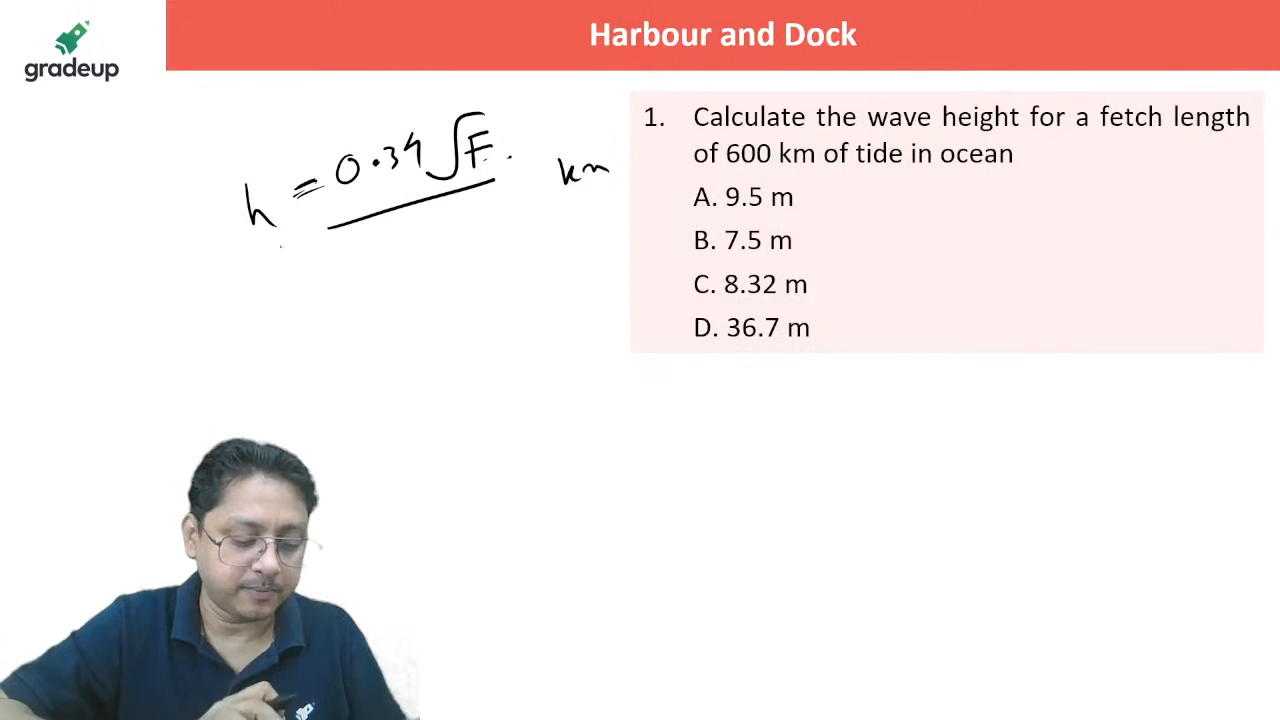 gradeup
Harbour and Dock
h = 0.34 √F.
km
1. Calculate the wave height for a fetch length
of 600 km of tide in ocean
A. 9.5 m
B. 7.5 m
C. 8.32 m
D. 36.7 m